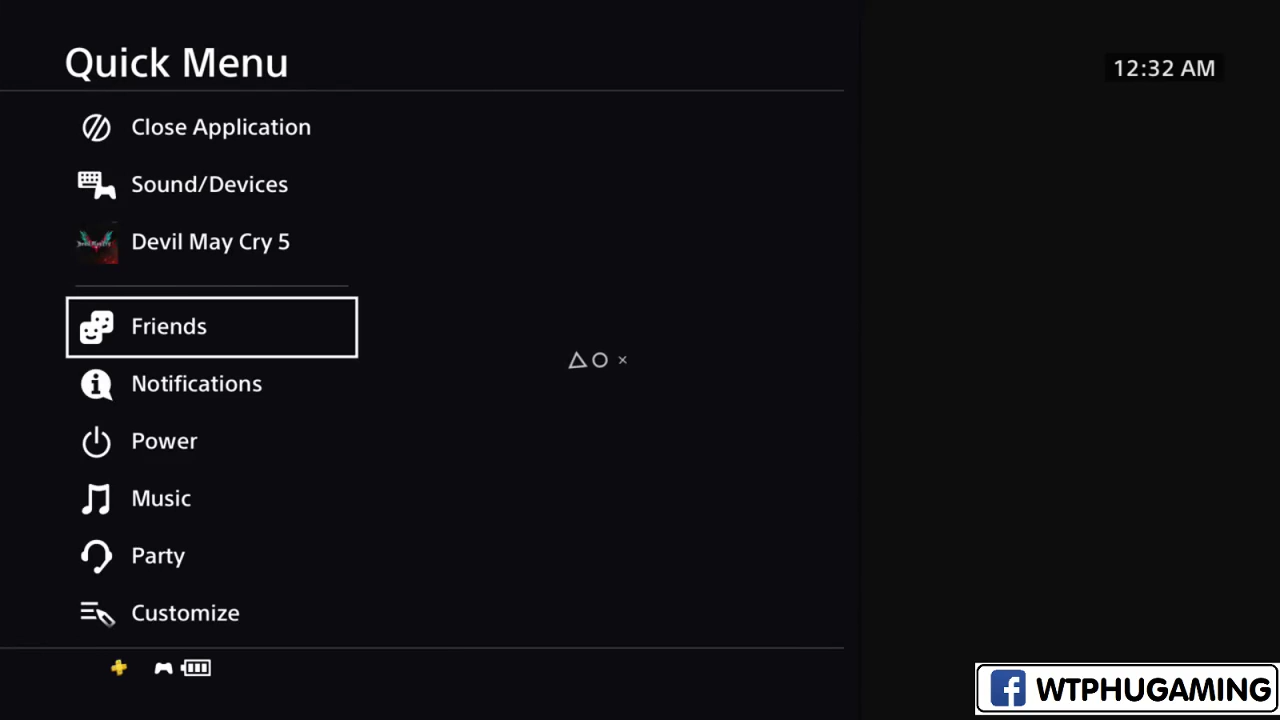 Quick Menu
12:32 AM
Close Application
Sound/Devices
Devil May Cry 5
Friends
Notifications
Power
Music
Party
Customize
WTPHUGAMING